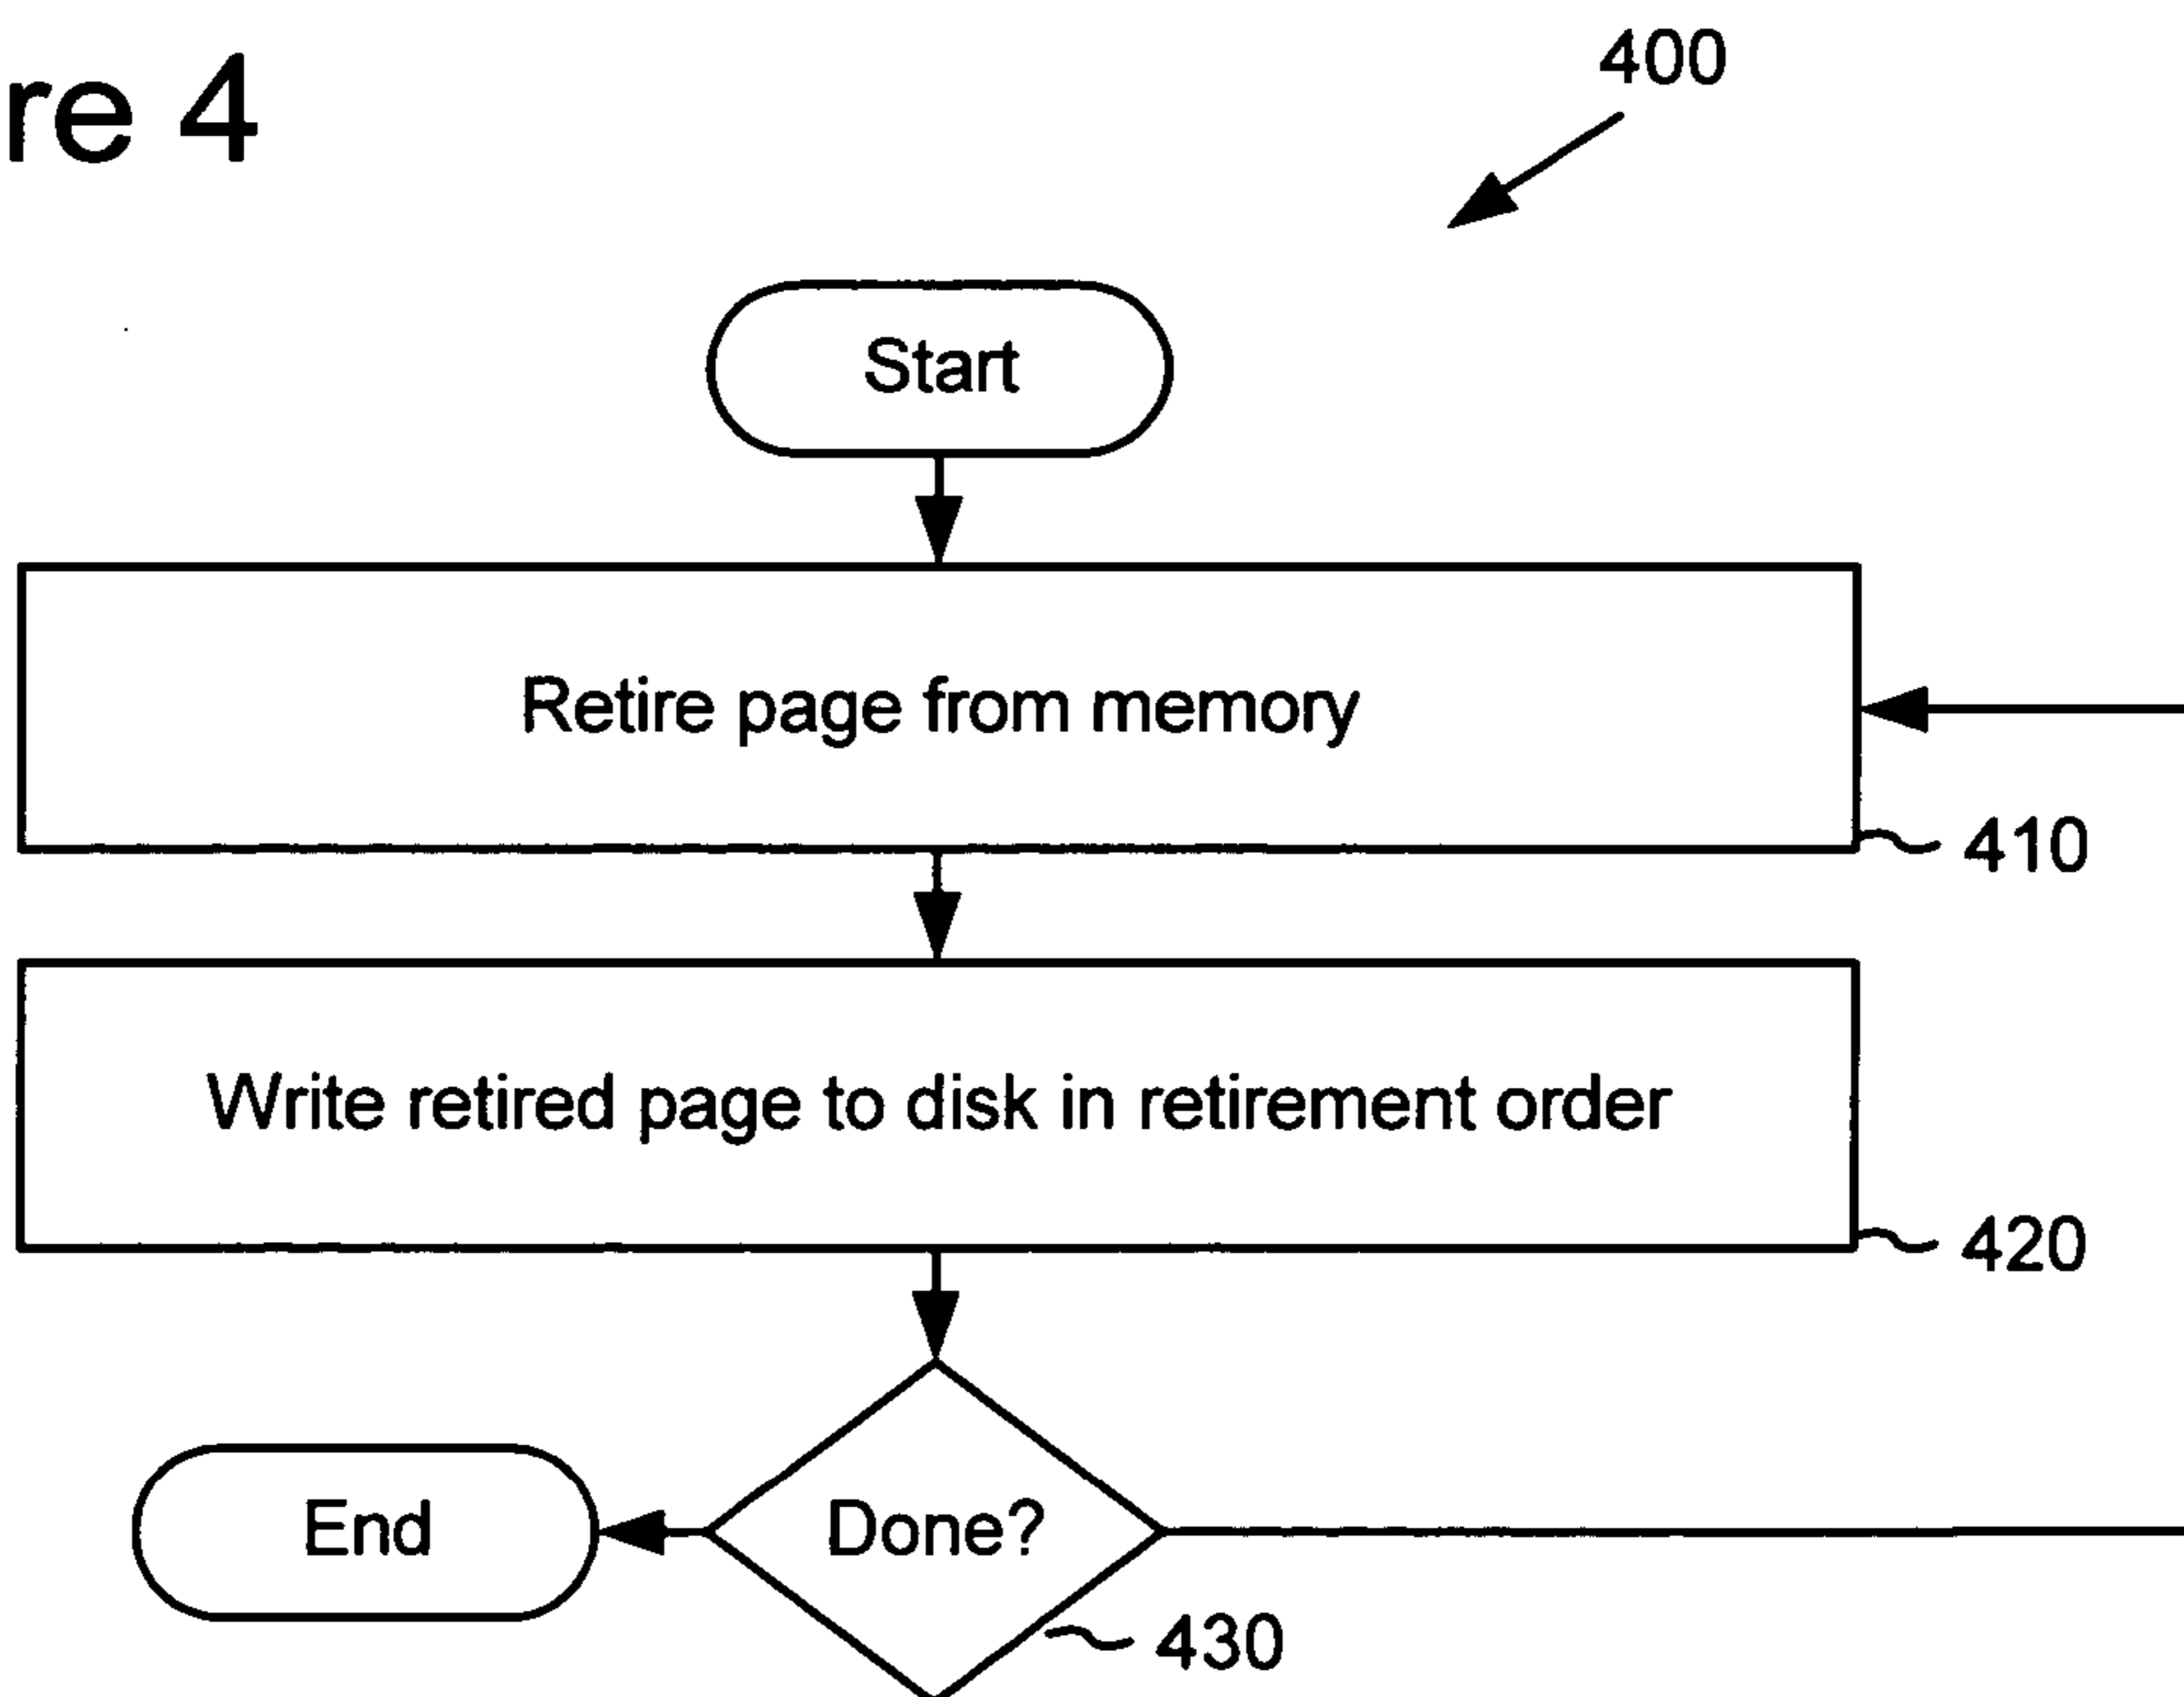 re 4
400
Start
Retire page from memory
410
Write retired page to disk in retirement order
420
End
Done?
430